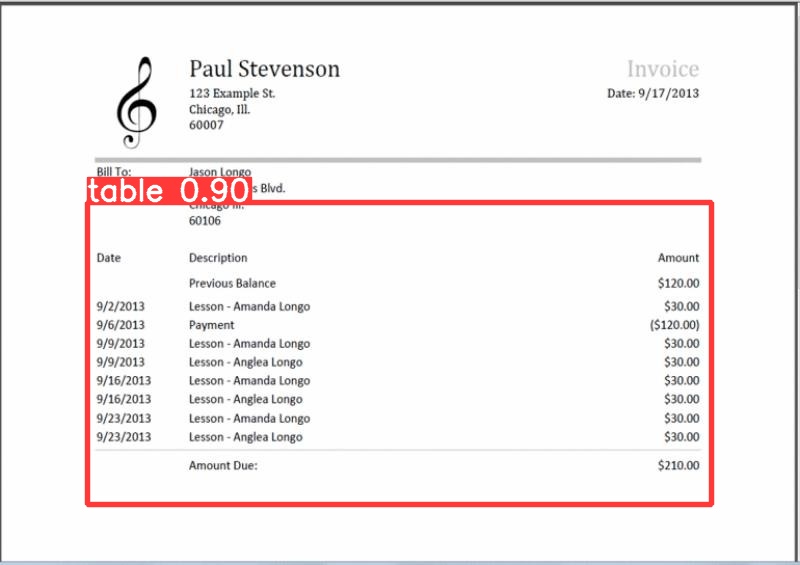 Paul Stevenson
Invoice
123 Example St.
Date: 9/17/2013
Chicago, Ill.
60007
Bill To: Jason Longo
table 0.90
s Blvd.
Chicago Ill.
60106
Date Description Amount
Previous Balance $120.00
9/2/2013 Lesson - Amanda Longo $30.00
9/6/2013 Payment ($120.00)
9/9/2013 Lesson - Amanda Longo $30.00
9/9/2013 Lesson - Anglea Longo $30.00
9/16/2013 Lesson - Amanda Longo $30.00
9/16/2013 Lesson - Anglea Longo $30.00
9/23/2013 Lesson - Amanda Longo $30.00
9/23/2013 Lesson - Anglea Longo $30.00
Amount Due: $210.00